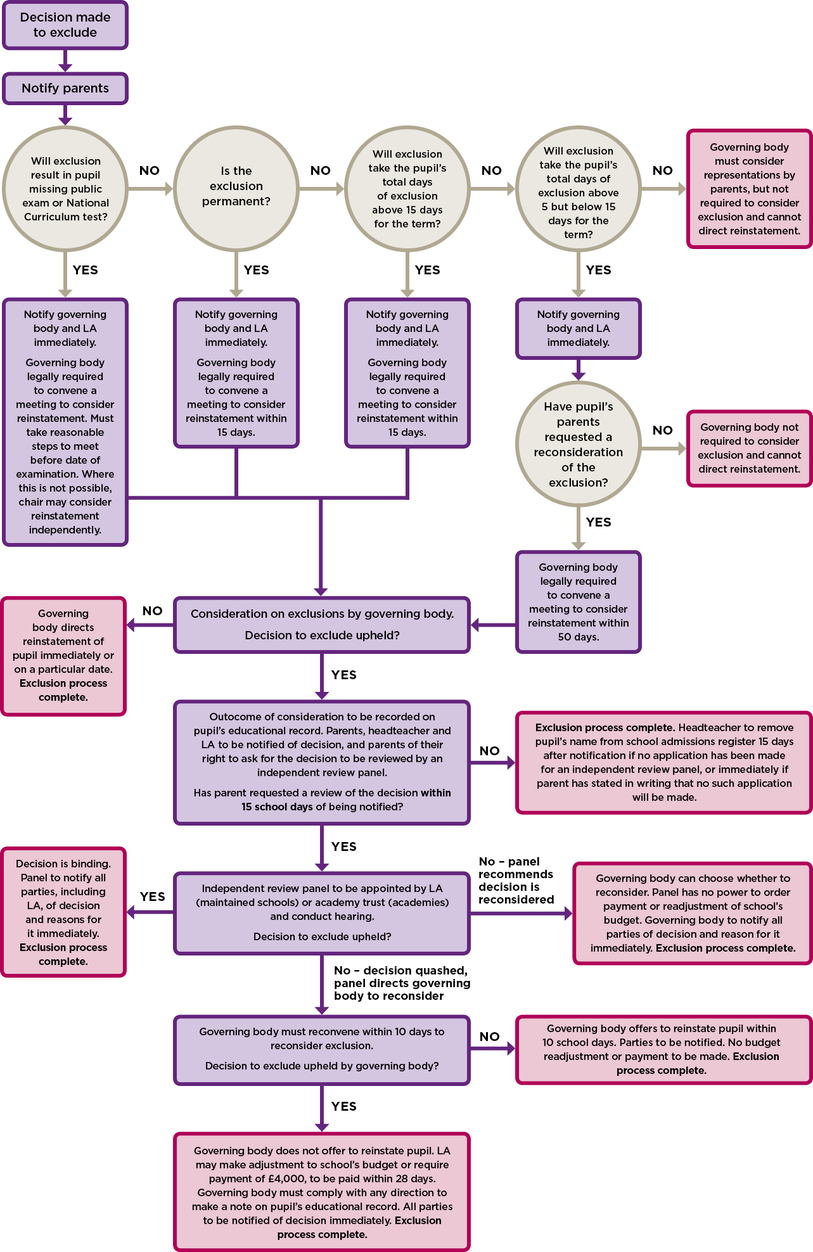 Decision made
to exclude
Notify parents
Will exclusion
result in pupil
missing public
exam or National
Curriculum test?
NO
Is the
exclusion
permanent?
NO
Will exclusion
take the pupil's
total days
of exclusion
above 15 days
for the term?
NO
Will exclusion
take the pupil's
total days of
exclusion above
5 but below 15
days for the
term?
NO
Governing body
must consider
representations by
parents, but not
required to consider
exclusion and cannot
direct reinstatement.
YES
YES
YES
YES
Notify governing
body and LA
immediately.
Governing body
legally required
to convene a
meeting to consider
reinstatement. Must
take reasonable
steps to meet
before date of
examination. Where
this is not possible,
chair may consider
reinstatement
independently.
Notify governing
body and LA
immediately.
Governing body
legally required
to convene a
meeting to consider
reinstatement within
15 days.
Notify governing
body and LA
immediately.
Governing body
legally required
to convene a
meeting to consider
reinstatement within
15 days.
Notify governing
body and LA
immediately.
Have pupil's
parents
requested a
reconsideration
of the
exclusion?
NO
Governing body not
required to consider
exclusion and cannot
direct reinstatement.
YES
Governing body
legally required
to convene a
meeting to consider
reinstatement within
50 days.
Consideration on exclusions by governing body.
Decision to exclude upheld?
NO
Governing
body directs
reinstatement of
pupil immediately or
on a particular date.
Exclusion process
complete.
YES
Outocome of consideration to be recorded on
pupil's educational record. Parents, headteacher and
LA to be notified of decision, and parents of their
right to ask for the decision to be reviewed by an
independent review panel.
Has parent requested a review of the decision within
15 school days of being notified?
NO
Exclusion process complete. Headteacher to remove
pupil's name from school admissions register 15 days
after notification if no application has been made
for an independent review panel, or immediately if
parent has stated in writing that no such application
will be made.
YES
Independent review panel to be appointed by LA
(maintained schools) or academy trust (academies)
and conduct hearing.
Decision to exclude upheld?
YES
Decision is binding.
Panel to notify all
parties, including
LA, of decision
and reasons for
it immediately.
Exclusion process
complete.
No – panel
recommends
decision is
reconsidered
Governing body can choose whether to
reconsider. Panel has no power to order
payment or readjustment of school's
budget. Governing body to notify all
parties of decision and reason for it
immediately. Exclusion process complete.
No – decision quashed,
panel directs governing
body to reconsider
Governing body must reconvene within 10 days to
reconsider exclusion.
Decision to exclude upheld by governing body?
NO
Governing body offers to reinstate pupil within
10 school days. Parties to be notified. No budget
readjustment or payment to be made. Exclusion
process complete.
YES
Governing body does not offer to reinstate pupil. LA
may make adjustment to school's budget or require
payment of £4,000, to be paid within 28 days.
Governing body must comply with any direction to
make a note on pupil's educational record. All parties
to be notified of decision immediately. Exclusion
process complete.